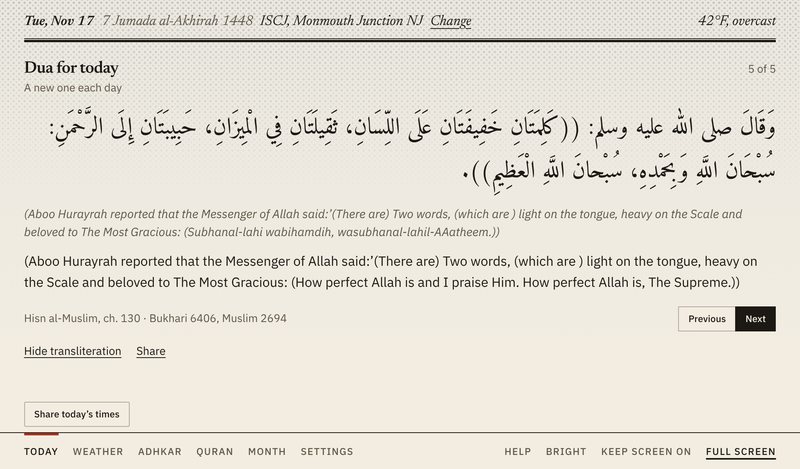 Tue, Nov 17 7 Jumada al-Akhirah 1448 ISCJ, Monmouth Junction NJ Change 42°F, overcast
Dua for today 5 of 5
A new one each day
وَقَالَ صلى الله عليه وسلم: ((كَلِمَتَانِ خَفِيفَتَانِ عَلَى اللِّسَانِ، ثَقِيلَتَانِ فِي الْمِيزَانِ، حَبِيبَتَانِ إِلَى الرَّحْمَنِ:
سُبْحَانَ اللَّهِ وَبِحَمْدِهِ، سُبْحانَ اللَّهِ الْعَظِيمِ)).
(Aboo Hurayrah reported that the Messenger of Allah said:’(There are) Two words, (which are ) light on the tongue, heavy on the Scale and
beloved to The Most Gracious: (Subhanal-lahi wabihamdih, wasubhanal-lahil-AAatheem.))
(Aboo Hurayrah reported that the Messenger of Allah said:’(There are) Two words, (which are ) light on the tongue, heavy on
the Scale and beloved to The Most Gracious: (How perfect Allah is and I praise Him. How perfect Allah is, The Supreme.))
Hisn al-Muslim, ch. 130 · Bukhari 6406, Muslim 2694 Previous Next
Hide transliteration Share
Share today’s times
TODAY WEATHER ADHKAR QURAN MONTH SETTINGS HELP BRIGHT KEEP SCREEN ON FULL SCREEN